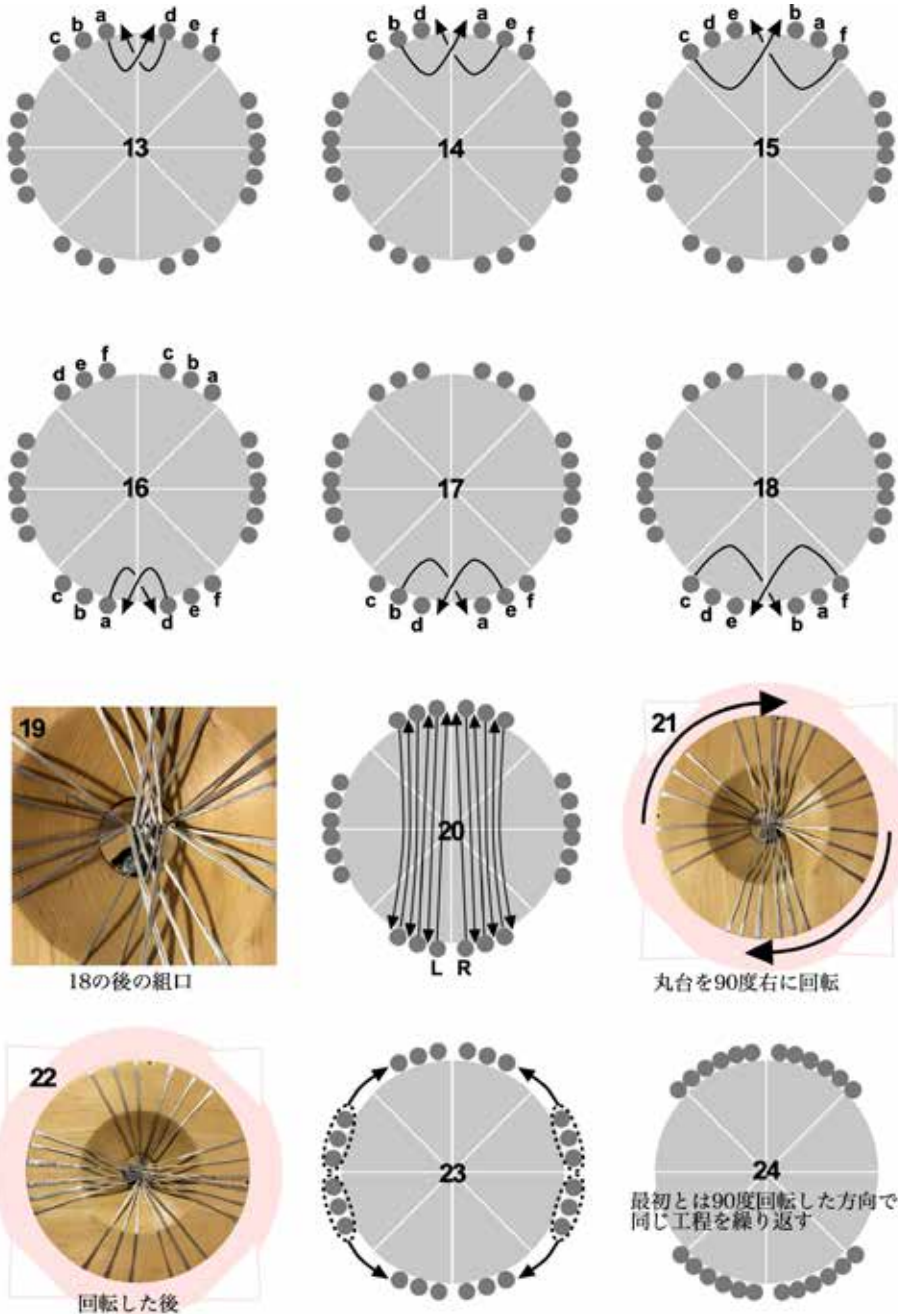 c b a d e f
13
c b d a e f
14
c d e b a f
15
d e f c b a
16
c b a d e f
17
c b d a e f
18
c d e b a f
19
18の後の組口
20
L R
21
丸台を90度右に回転
22
回転した後
23
24
最初とは90度回転した方向で
同じ工程を繰り返す